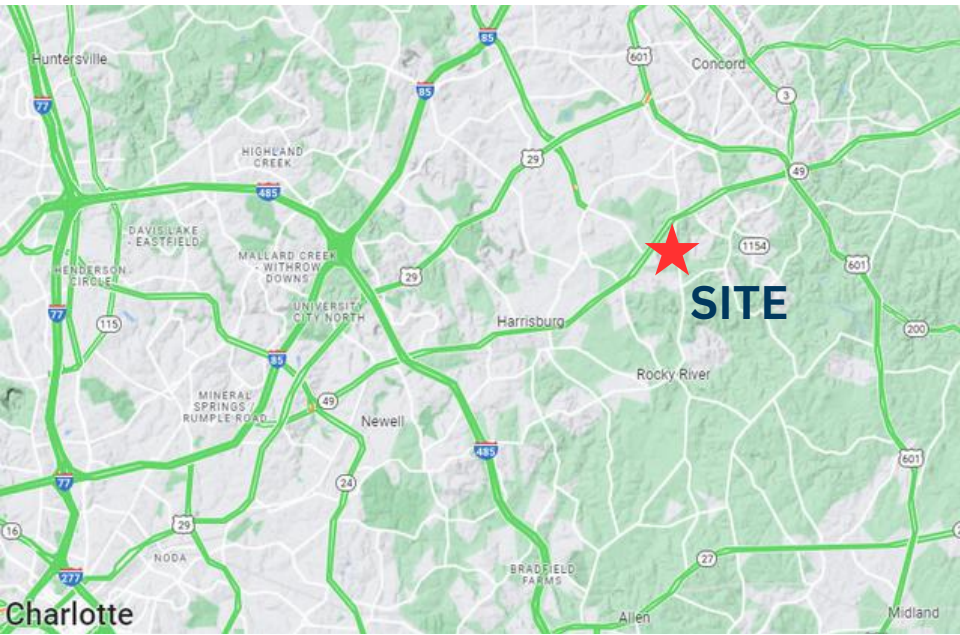 85
Huntersville
601
Concord
85
3
77
HIGHLAND
CREEK
29
49
485
DAVIS LAKE
- EASTFIELD
1154
MALLARD CREEK
- WITHROW
DOWNS
601
HENDERSON
CIRCLE
29
SITE
77
UNIVERSITY
CITY NORTH
115
Harrisburg
200
85
Rocky River
MINERAL
SPRINGS /
RUMPLE ROAD...
49
Newell
485
601
77
24
29
16
NODA
27
277
BRADFIELD
FARMS
Charlotte
Allen
Midland